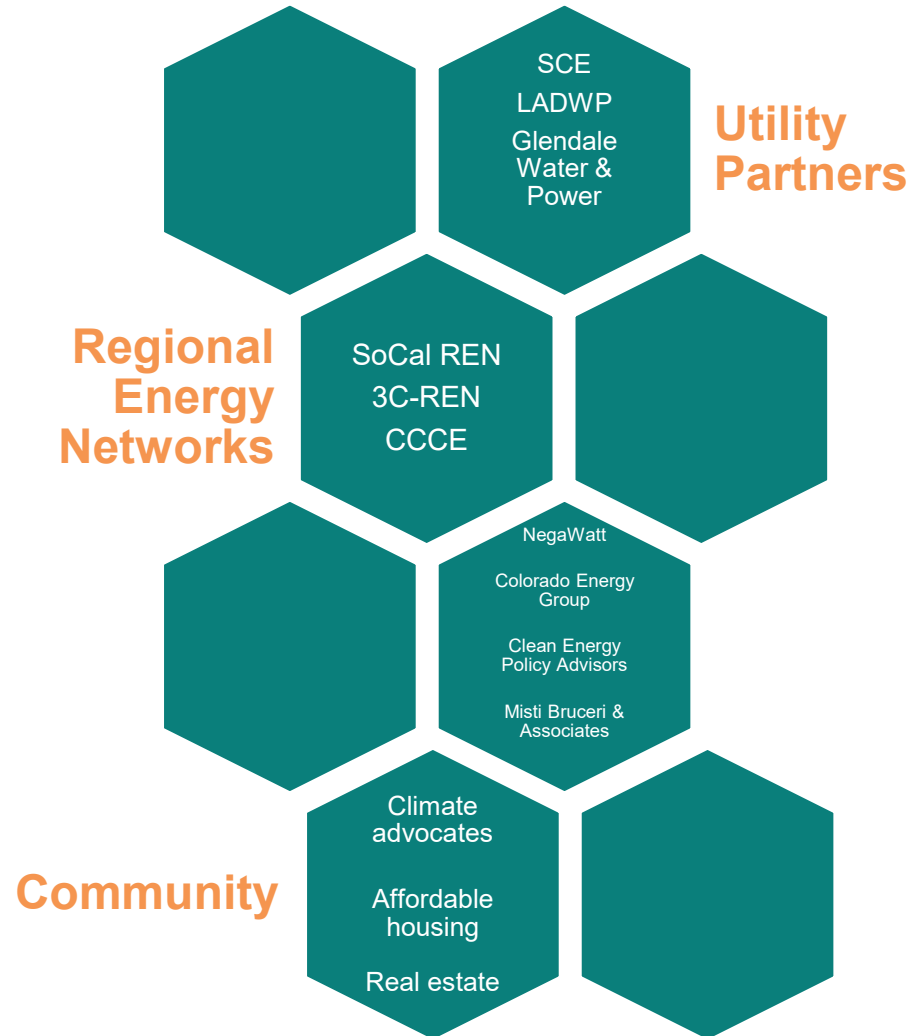 SCE
LADWP
Glendale
Water &
Power
Utility
Partners
Regional
Energy
Networks
SoCal REN
3C-REN
CCCE
NegaWatt
Colorado Energy
Group
Clean Energy
Policy Advisors
Misti Bruceri &
Associates
Community
Climate
advocates
Affordable
housing
Real estate